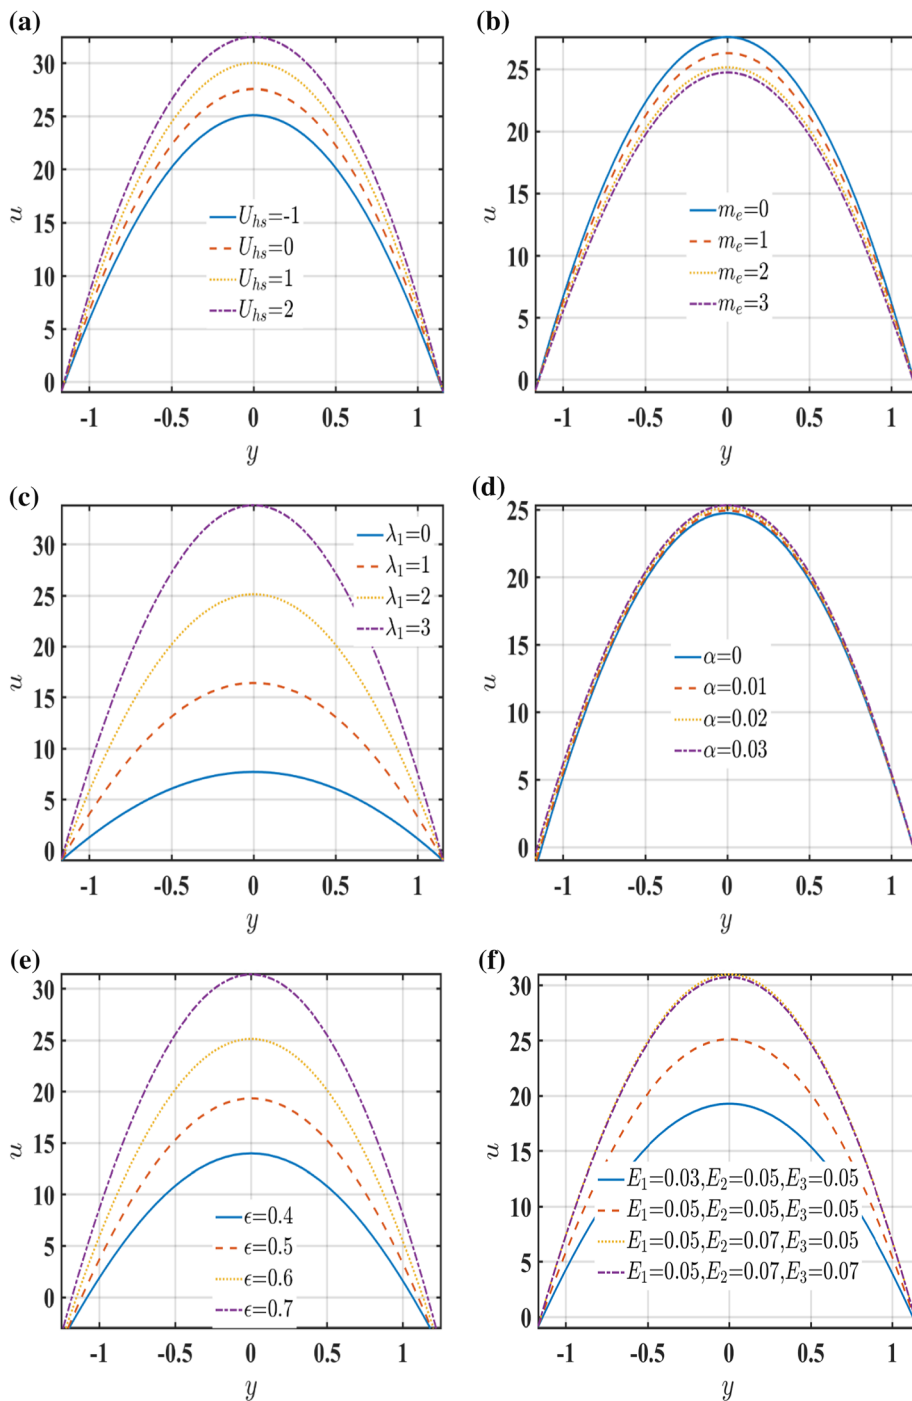 (a)
30
25
20
15
10
5
0
u
U_hs=-1
U_hs=0
U_hs=1
U_hs=2
-1 -0.5 0 0.5 1
y
(b)
25
20
15
10
5
0
u
m_e=0
m_e=1
m_e=2
m_e=3
-1 -0.5 0 0.5 1
y
(c)
30
25
20
15
10
5
0
u
λ_1=0
λ_1=1
λ_1=2
λ_1=3
-1 -0.5 0 0.5 1
y
(d)
25
20
15
10
5
0
u
α=0
α=0.01
α=0.02
α=0.03
-1 -0.5 0 0.5 1
y
(e)
30
25
20
15
10
5
0
u
ϵ=0.4
ϵ=0.5
ϵ=0.6
ϵ=0.7
-1 -0.5 0 0.5 1
y
(f)
30
25
20
15
10
5
0
u
E_1=0.03,E_2=0.05,E_3=0.05
E_1=0.05,E_2=0.05,E_3=0.05
E_1=0.05,E_2=0.07,E_3=0.05
E_1=0.05,E_2=0.07,E_3=0.07
-1 -0.5 0 0.5 1
y